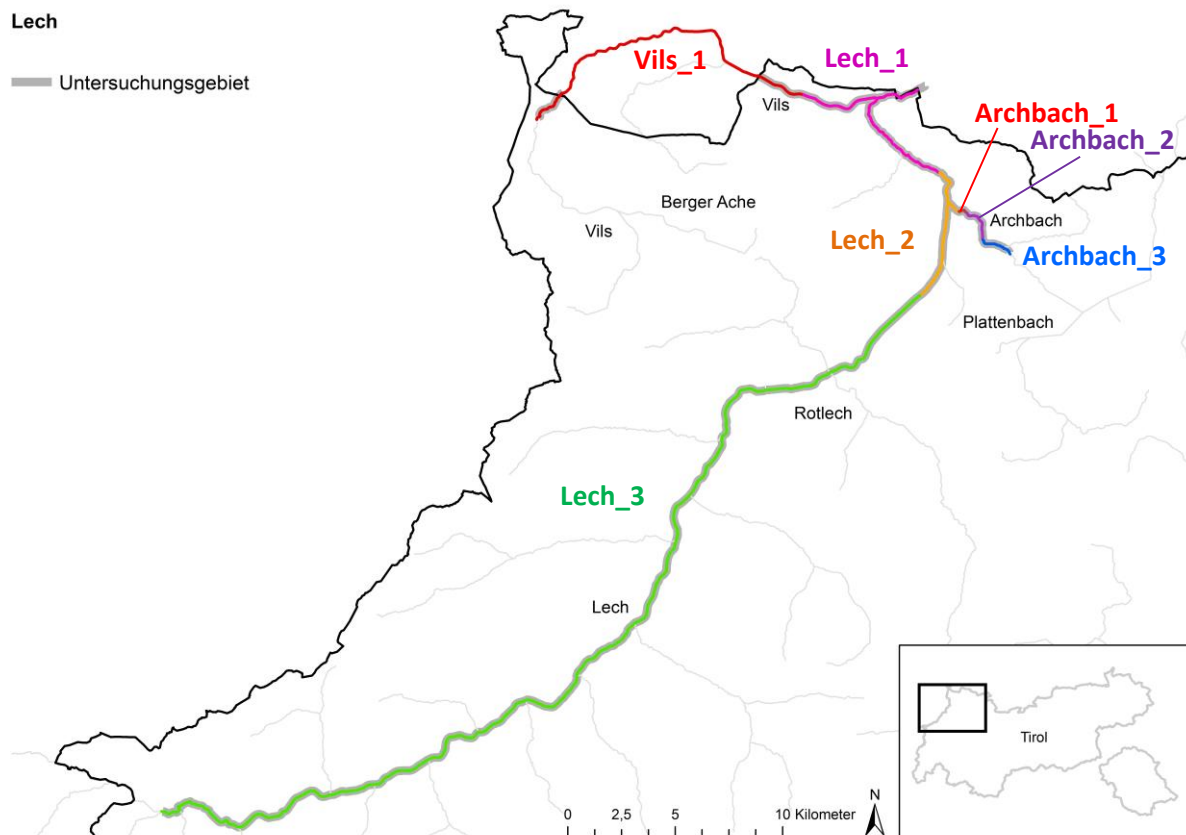 Lech
Untersuchungsgebiet
Vils_1
Lech_1
Vils
Archbach_1
Archbach_2
Berger Ache
Archbach
Vils
Lech_2
Archbach_3
Plattenbach
Rotlech
Lech_3
Lech
Tirol
N
0 2,5 5 10 Kilometer